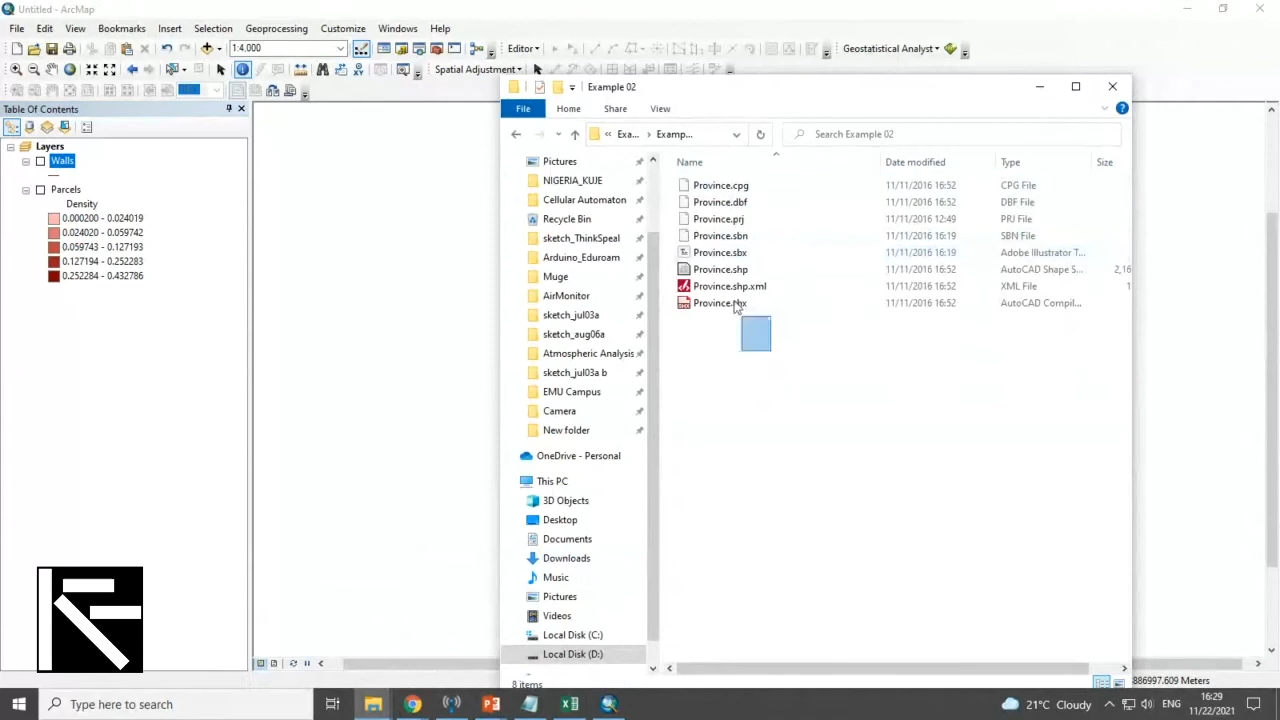 Untitled - ArcMap
File Edit View Bookmarks Insert Selection Geoprocessing Customize Windows Help
1:4.000 Editor Geostatistical Analyst
Spatial Adjustment
Table Of Contents
Layers
Walls
Parcels
Density
0.000200 - 0.024019
0.024020 - 0.059742
0.059743 - 0.127193
0.127194 - 0.252283
0.252284 - 0.432786
Example 02
File Home Share View
« Exa... › Examp... Search Example 02
Name Date modified Type Size
Pictures
NIGERIA_KUJE
Cellular Automaton
Recycle Bin
sketch_ThinkSpeal
Arduino_Eduroam
Muge
AirMonitor
sketch_jul03a
sketch_aug06a
Atmospheric Analysis
sketch_jul03a b
EMU Campus
Camera
New folder
OneDrive - Personal
This PC
3D Objects
Desktop
Documents
Downloads
Music
Pictures
Videos
Local Disk (C:)
Local Disk (D:)
Province.cpg 11/11/2016 16:52 CPG File
Province.dbf 11/11/2016 16:52 DBF File
Province.prj 11/11/2016 12:49 PRJ File
Province.sbn 11/11/2016 16:19 SBN File
Province.sbx 11/11/2016 16:19 Adobe Illustrator T...
Province.shp 11/11/2016 16:52 AutoCAD Shape S... 2,16
Province.shp.xml 11/11/2016 16:52 XML File 1
Province.shx 11/11/2016 16:52 AutoCAD Compil...
8 items
886997.609 Meters
Type here to search
21°C Cloudy ENG 16:29
11/22/2021